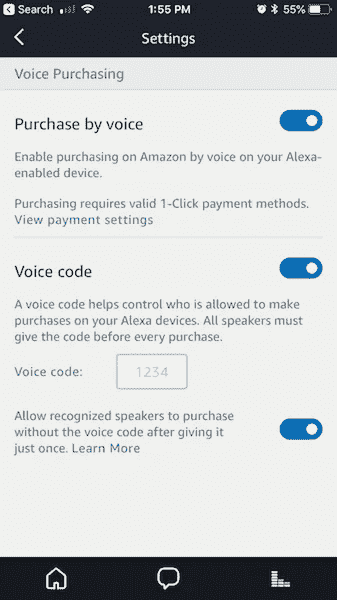 Search 1:55 PM 55%
Settings
Voice Purchasing
Purchase by voice
Enable purchasing on Amazon by voice on your Alexa-
enabled device.
Purchasing requires valid 1-Click payment methods.
View payment settings
Voice code
A voice code helps control who is allowed to make
purchases on your Alexa devices. All speakers must
give the code before every purchase.
Voice code: 1234
Allow recognized speakers to purchase
without the voice code after giving it
just once. Learn More